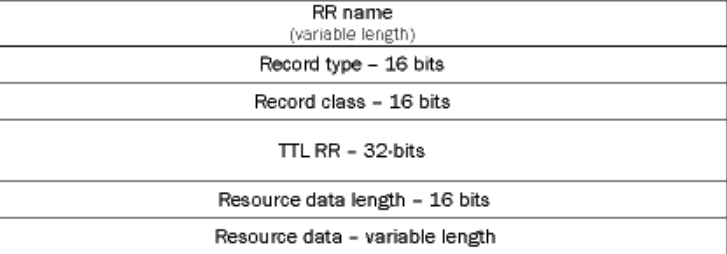 RR name
(variable length)
Record type – 16 bits
Record class – 16 bits
TTL RR – 32-bits
Resource data length – 16 bits
Resource data – variable length